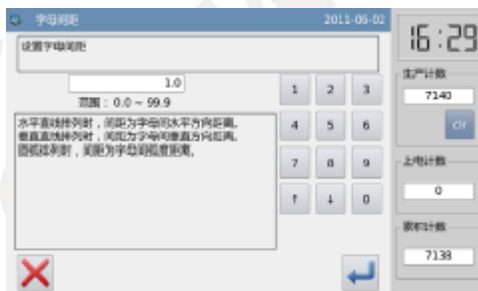 字母间距
2011-06-02
16:29
设置字母间距
1.0
范围：0.0 ~ 99.9
水平直线排列时，间距为字母间水平方向距离。
垂直直线排列时，间距为字母间垂直方向距离。
圆弧排列时，间距为字母间弧度距离。
1 2 3
4 5 6
7 8 9
↑ ↓ 0
生产计数
7140
clr
上电计数
0
累积计数
7138